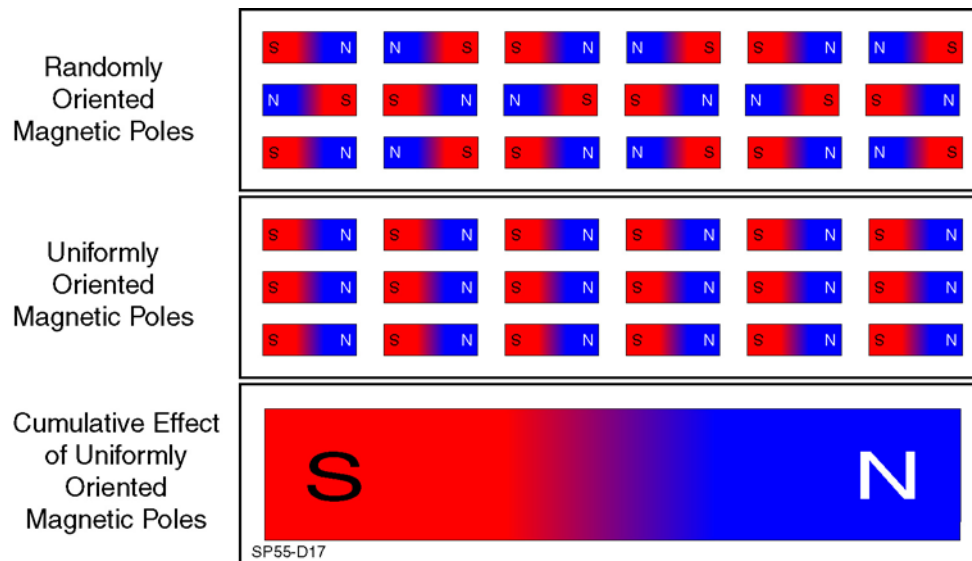 S N N S S N N S S N N S
Randomly
Oriented
Magnetic Poles
N S S N N S S N N S S N
S N N S S N N S S N N S
S N S N S N S N S N S N
Uniformly
Oriented
Magnetic Poles
S N S N S N S N S N S N
S N S N S N S N S N S N
Cumulative Effect
of Uniformly
Oriented
Magnetic Poles
S N
SP55-D17